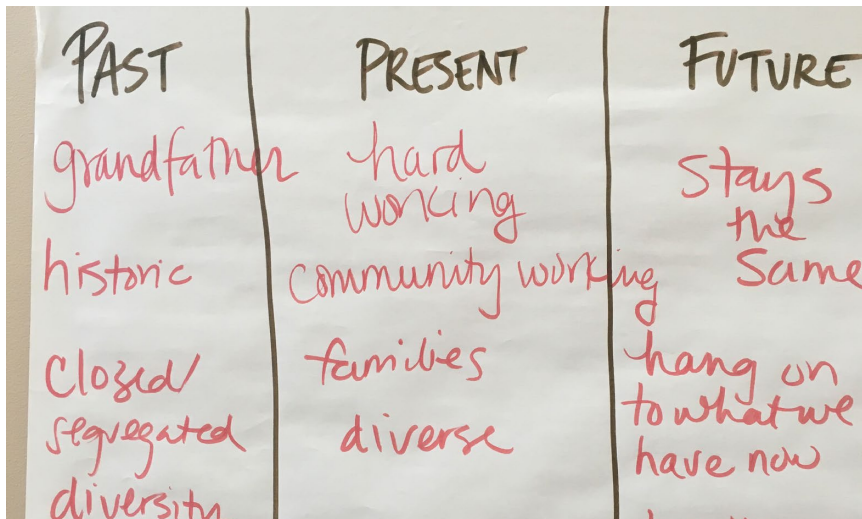 PAST
grandfather
historic
Closed/
segregated
diversity
PRESENT
hard
working
community working
families
diverse
FUTURE
Stays
the
same
hang on
to what we
have now